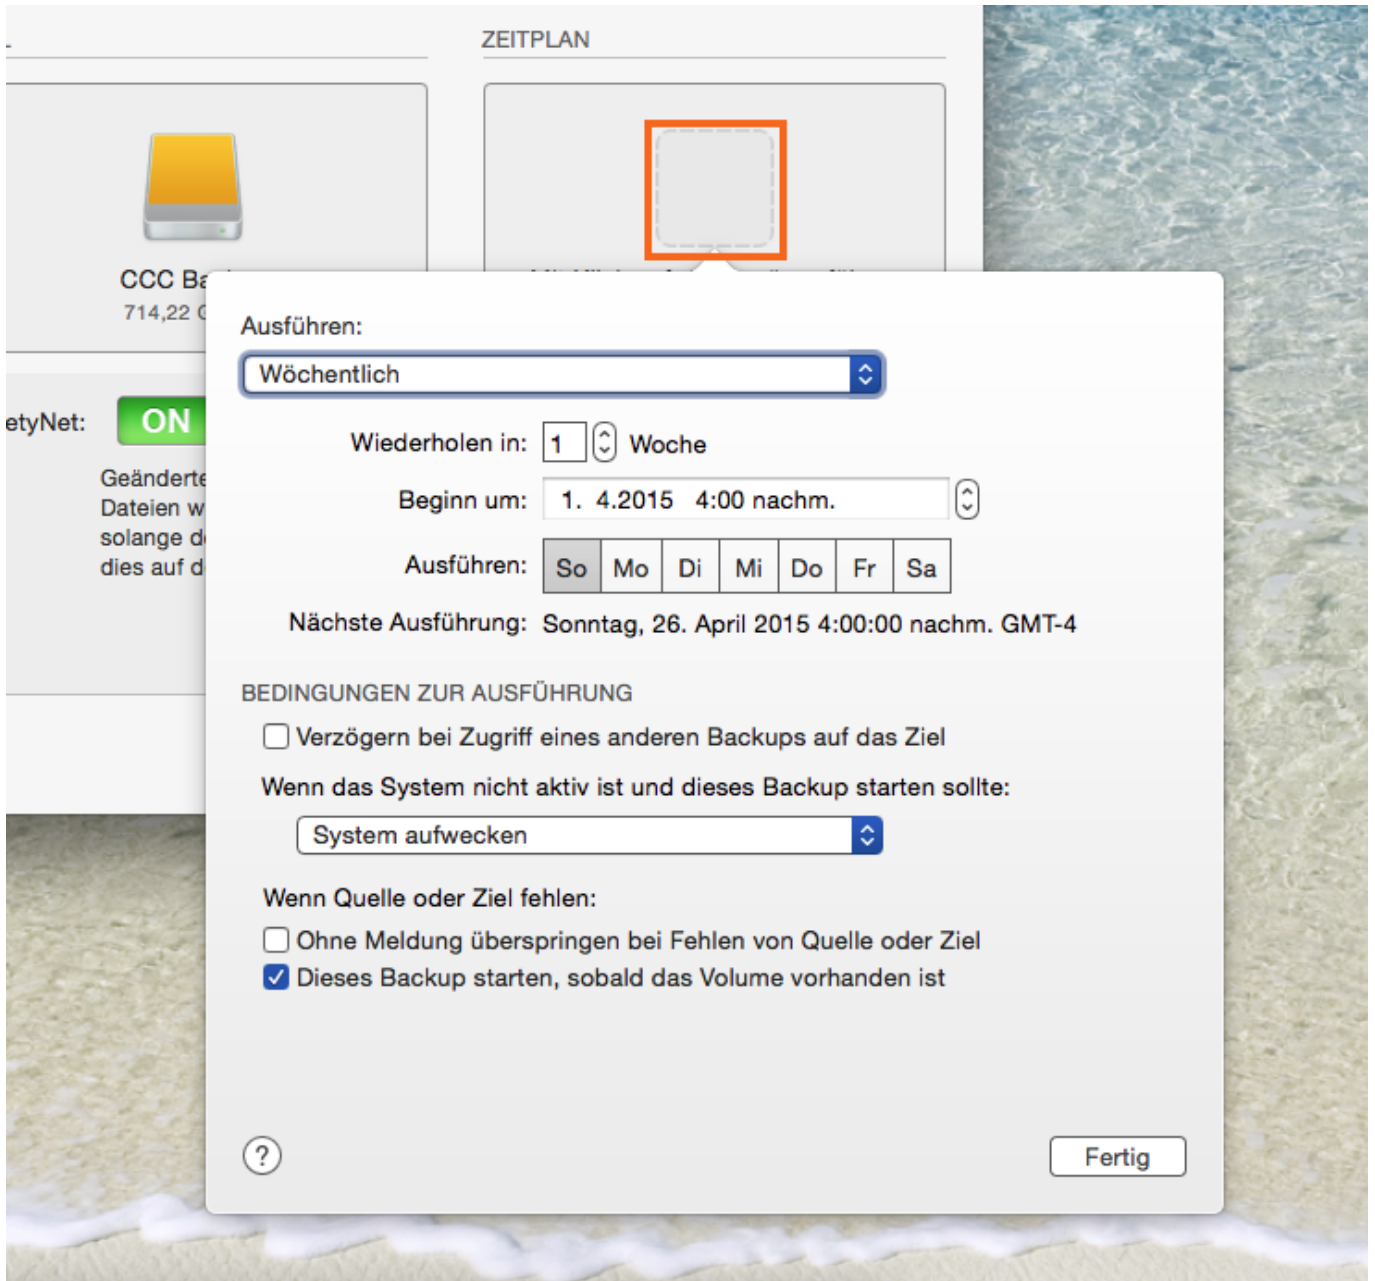 ZEITPLAN
CCC
714,22
Ausführen:
Wöchentlich
etyNet: ON
Wiederholen in: 1 Woche
Geänderte
Dateien
solange
dies auf
Beginn um: 1. 4.2015 4:00 nachm.
Ausführen: So Mo Di Mi Do Fr Sa
Nächste Ausführung: Sonntag, 26. April 2015 4:00:00 nachm. GMT-4
BEDINGUNGEN ZUR AUSFÜHRUNG
Verzögern bei Zugriff eines anderen Backups auf das Ziel
Wenn das System nicht aktiv ist und dieses Backup starten sollte:
System aufwecken
Wenn Quelle oder Ziel fehlen:
Ohne Meldung überspringen bei Fehlen von Quelle oder Ziel
Dieses Backup starten, sobald das Volume vorhanden ist
?
Fertig